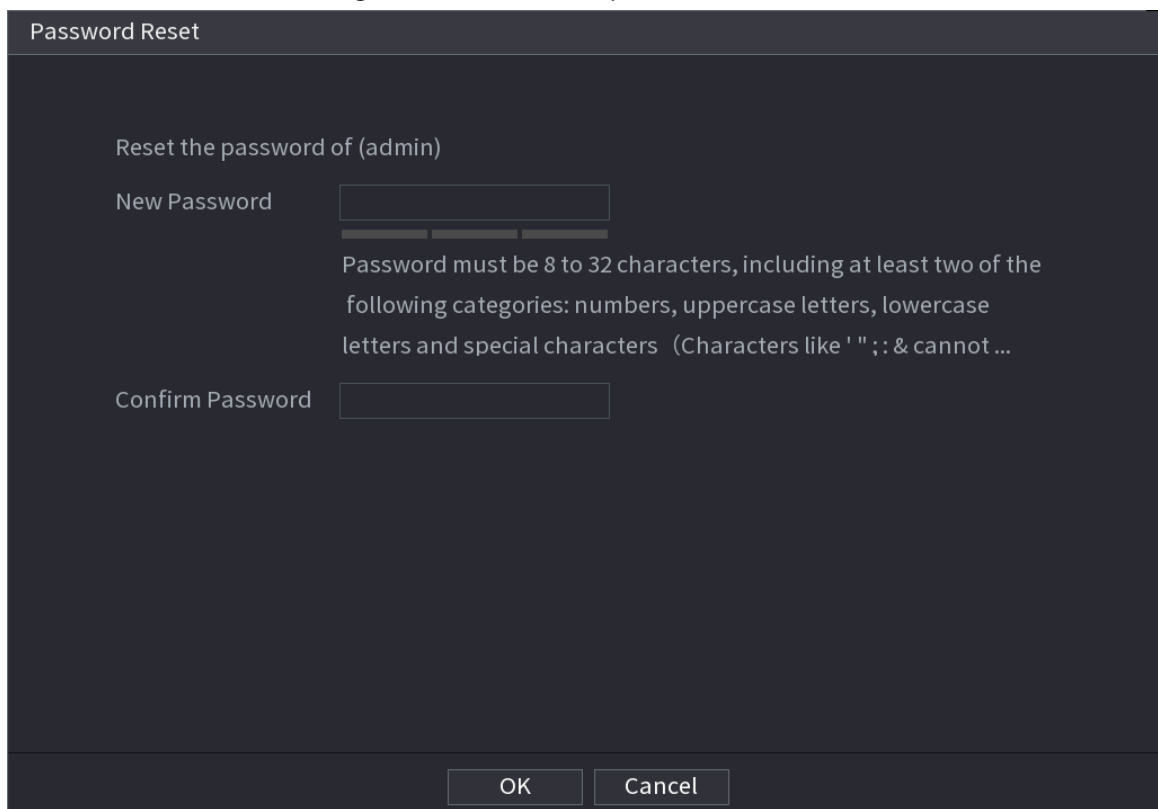 Password Reset
Reset the password of (admin)
New Password
Password must be 8 to 32 characters, including at least two of the
following categories: numbers, uppercase letters, lowercase
letters and special characters（Characters like ' " ; : & cannot ...
Confirm Password
OK
Cancel